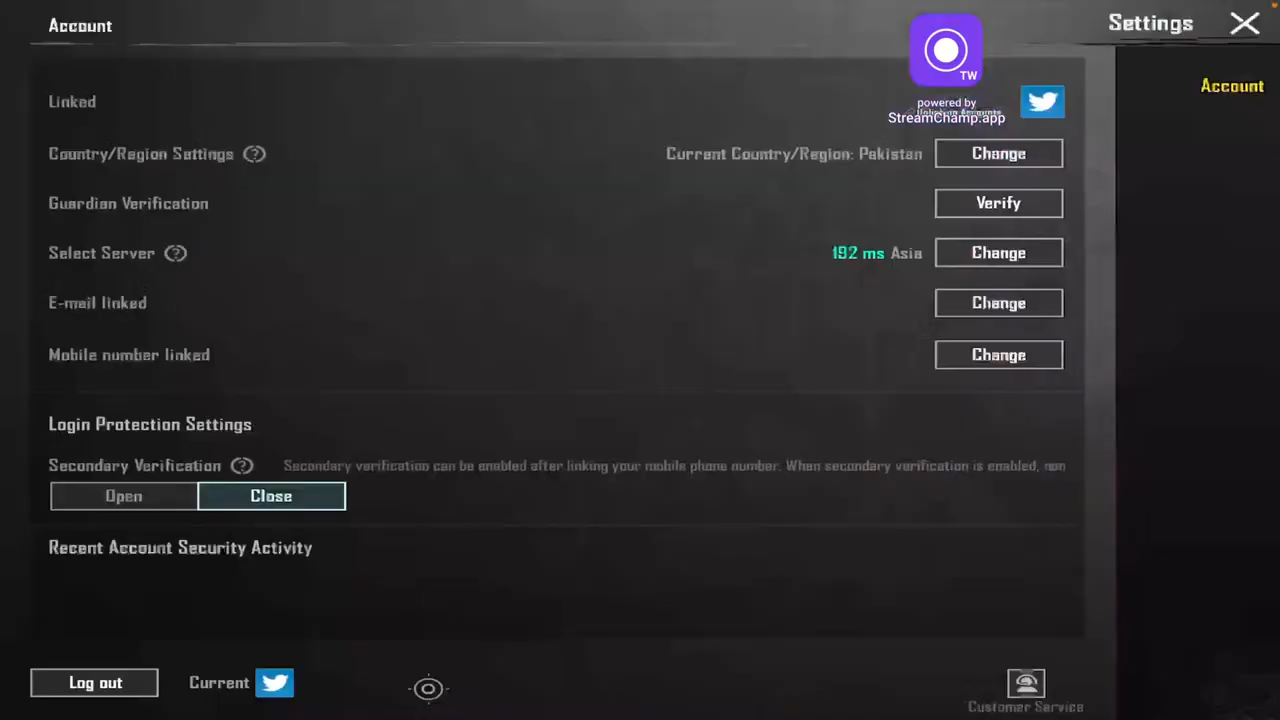 Account
Settings
Account
TW
powered by
StreamChamp.app
Linked
Country/Region Settings
Current Country/Region: Pakistan
Change
Guardian Verification
Verify
Select Server
192 ms Asia
Change
E-mail linked
Change
Mobile number linked
Change
Login Protection Settings
Secondary Verification
Secondary verification can be enabled after linking your mobile phone number. When secondary verification is enabled, non
Open
Close
Recent Account Security Activity
Log out
Current
Customer Service